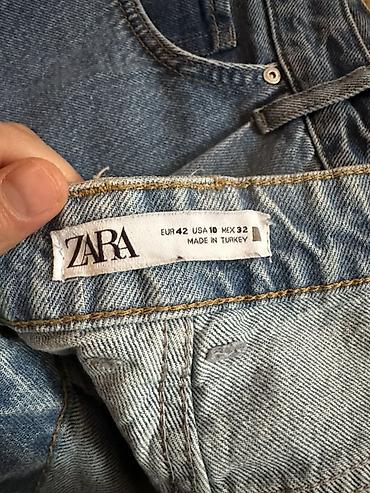 ZARA
EUR 42 USA 10 MEX 32
MADE IN TURKEY